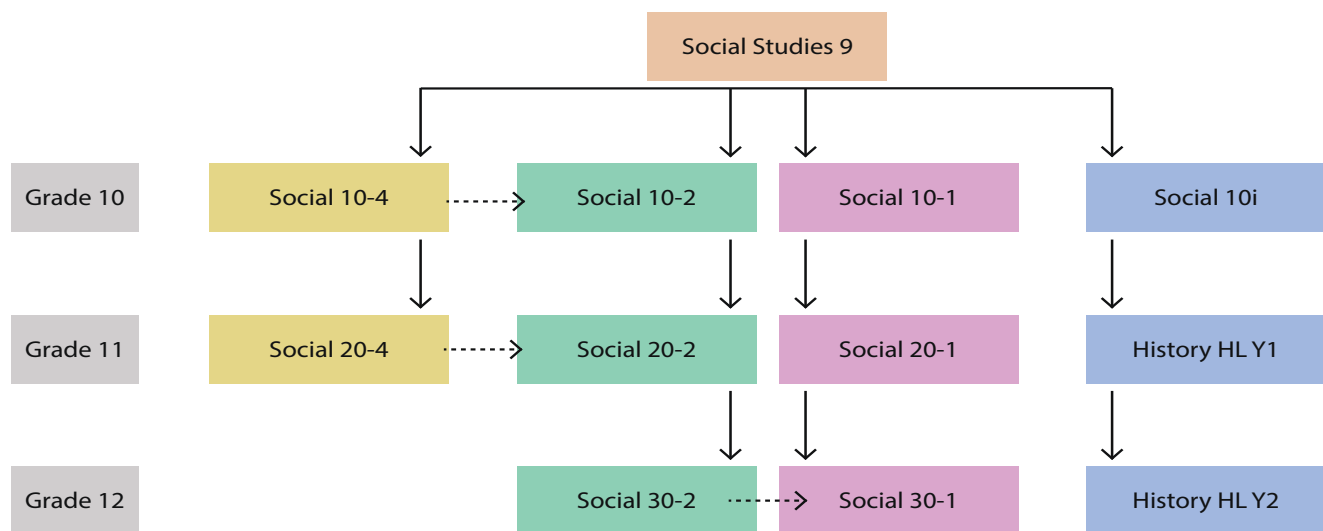 Social Studies 9
Grade 10
Social 10-4
Social 10-2
Social 10-1
Social 10i
Grade 11
Social 20-4
Social 20-2
Social 20-1
History HL Y1
Grade 12
Social 30-2
Social 30-1
History HL Y2